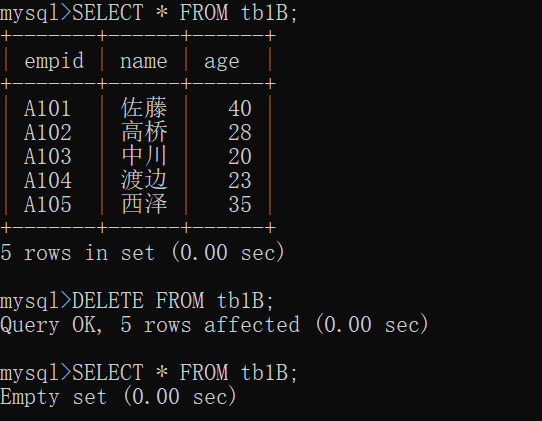 mysql>SELECT * FROM tb1B;
+-------+------+------+
| empid | name | age |
+-------+------+------+
| A101 | 佐藤 | 40 |
| A102 | 高桥 | 28 |
| A103 | 中川 | 20 |
| A104 | 渡边 | 23 |
| A105 | 西泽 | 35 |
+-------+------+------+
5 rows in set (0.00 sec)
mysql>DELETE FROM tb1B;
Query OK, 5 rows affected (0.00 sec)
mysql>SELECT * FROM tb1B;
Empty set (0.00 sec)